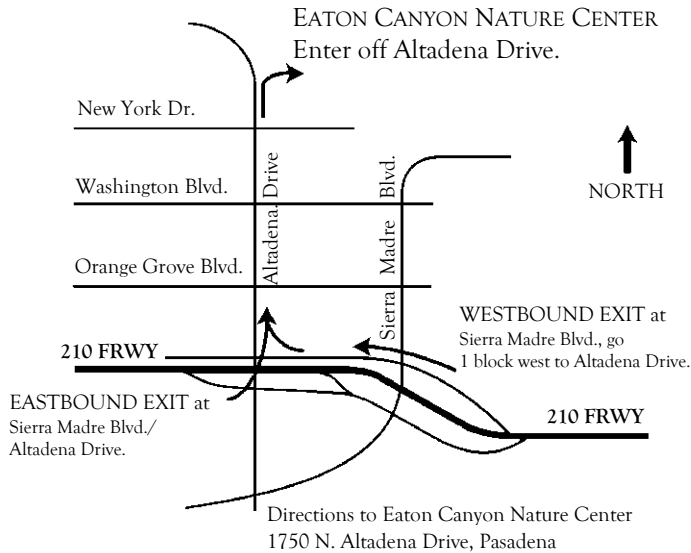 EATON CANYON NATURE CENTER
Enter off Altadena Drive.
New York Dr.
Altadena. Drive
Sierra Madre Blvd.
Washington Blvd.
NORTH
Orange Grove Blvd.
WESTBOUND EXIT at
Sierra Madre Blvd., go
1 block west to Altadena Drive.
210 FRWY
EASTBOUND EXIT at
Sierra Madre Blvd./
Altadena Drive.
210 FRWY
Directions to Eaton Canyon Nature Center
1750 N. Altadena Drive, Pasadena